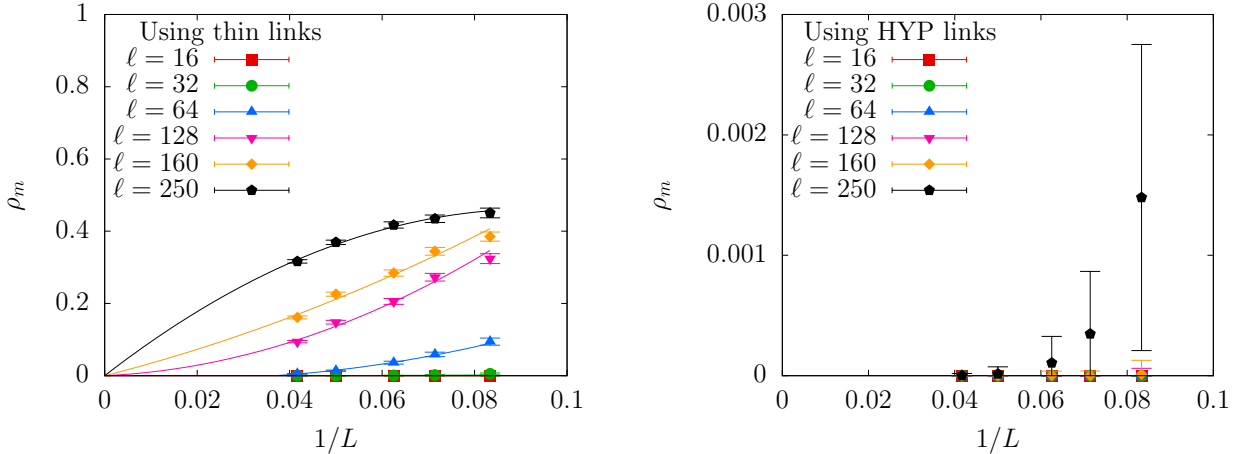 Using thin links
ℓ = 16
ℓ = 32
ℓ = 64
ℓ = 128
ℓ = 160
ℓ = 250
1
0.8
0.6
0.4
0.2
0
ρm
0 0.02 0.04 0.06 0.08 0.1
1/L
Using HYP links
ℓ = 16
ℓ = 32
ℓ = 64
ℓ = 128
ℓ = 160
ℓ = 250
0.003
0.002
0.001
0
ρm
0 0.02 0.04 0.06 0.08 0.1
1/L